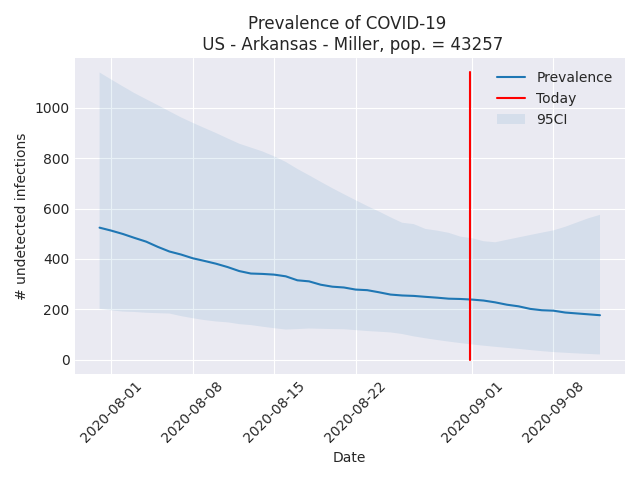 Prevalence of COVID-19
US - Arkansas - Miller, pop. = 43257
Prevalence
Today
95CI
# undetected infections
1000
800
600
400
200
0
2020-08-01
2020-08-08
2020-08-15
2020-08-22
2020-09-01
2020-09-08
Date